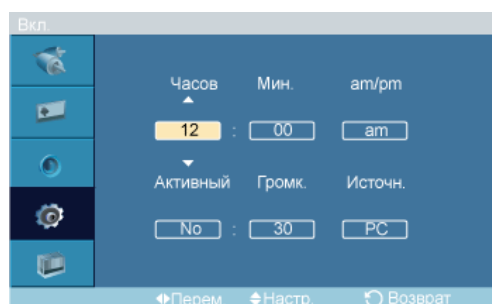 Вкл.
Часов Мин. am/pm
12 : 00 am
Активный Громк. Источн.
No : 30 PC
Перем. Настр. Возврат